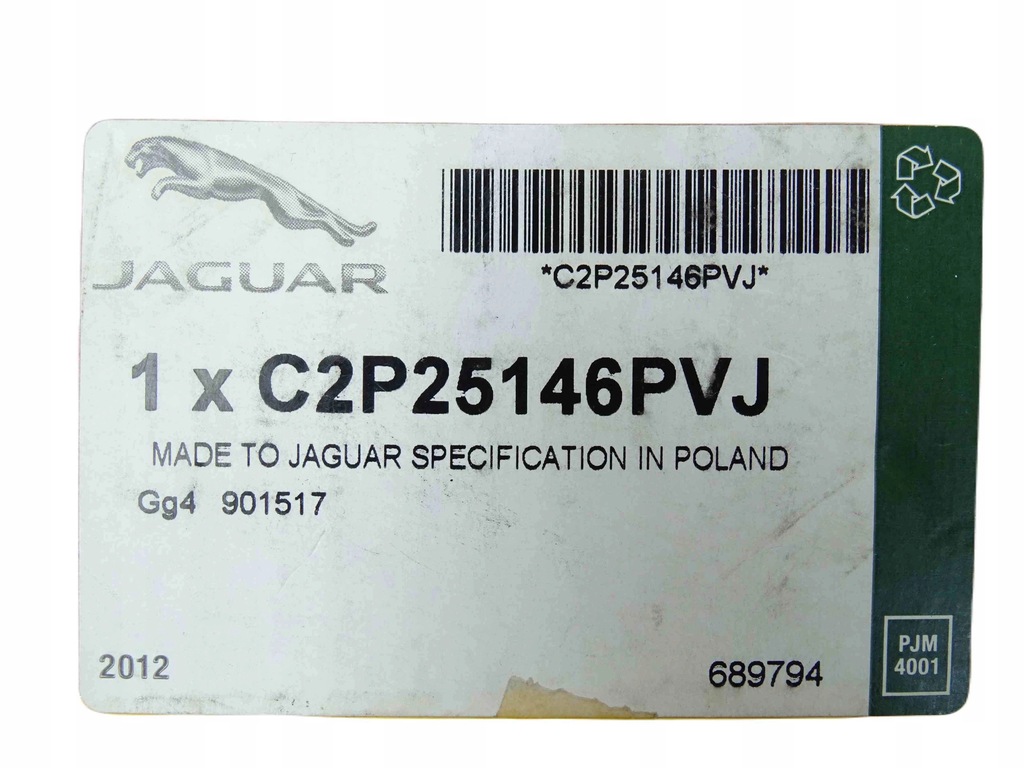 JAGUAR
*C2P25146PVJ*
1 x C2P25146PVJ
MADE TO JAGUAR SPECIFICATION IN POLAND
Gg4 901517
2012
689794
PJM
4001